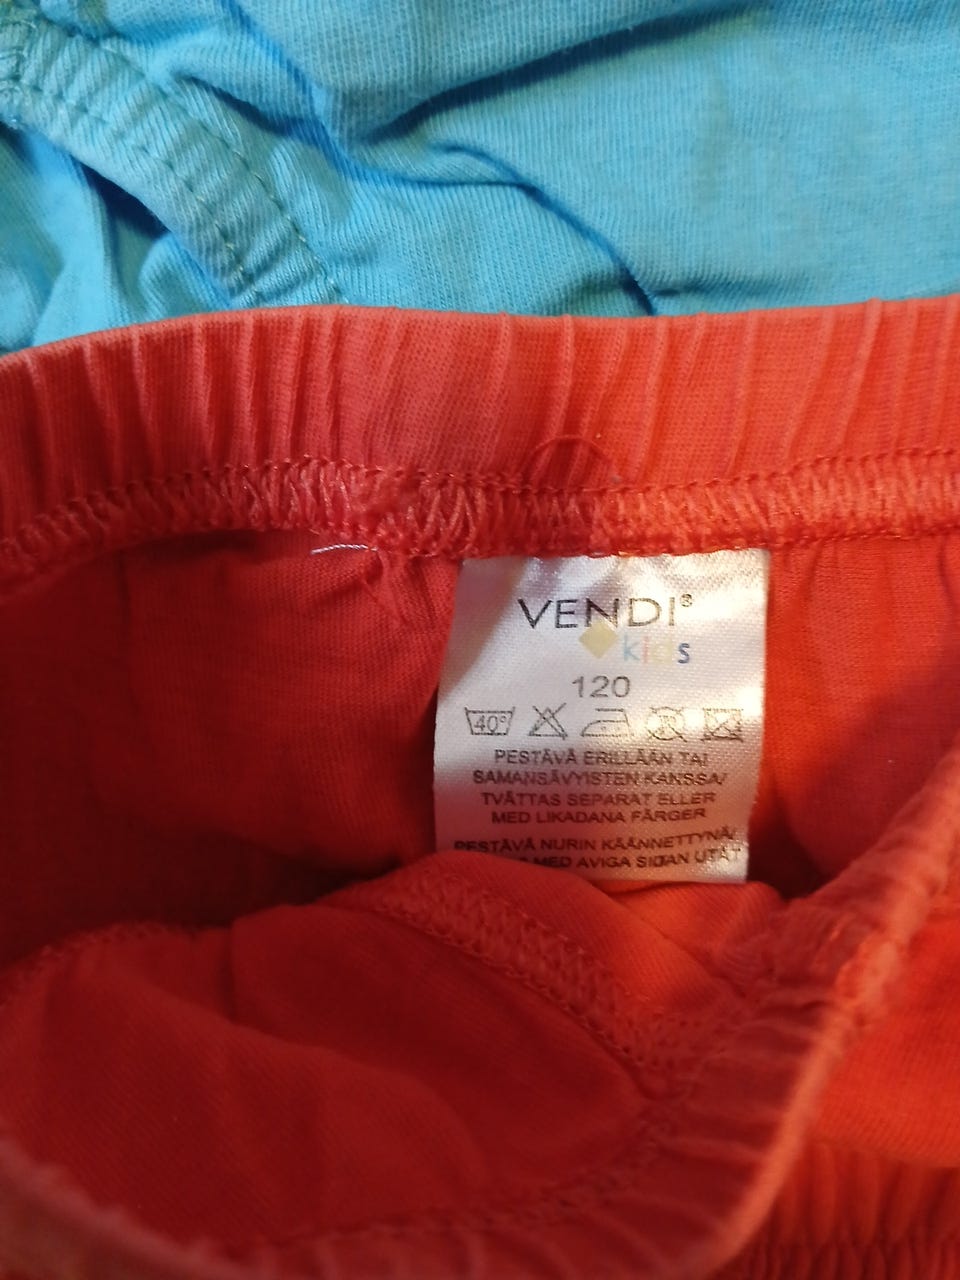 VENDI®
kids
120
40°
PESTÄVÄ ERILLÄÄN TAI
SAMANSÄVYISTEN KANSSA/
TVÄTTAS SEPARAT ELLER
MED LIKADANA FÄRGER
PESTÄVÄ NURIN KÄÄNNETTYNÄ/
MED AVIGA SIDAN UTÅT